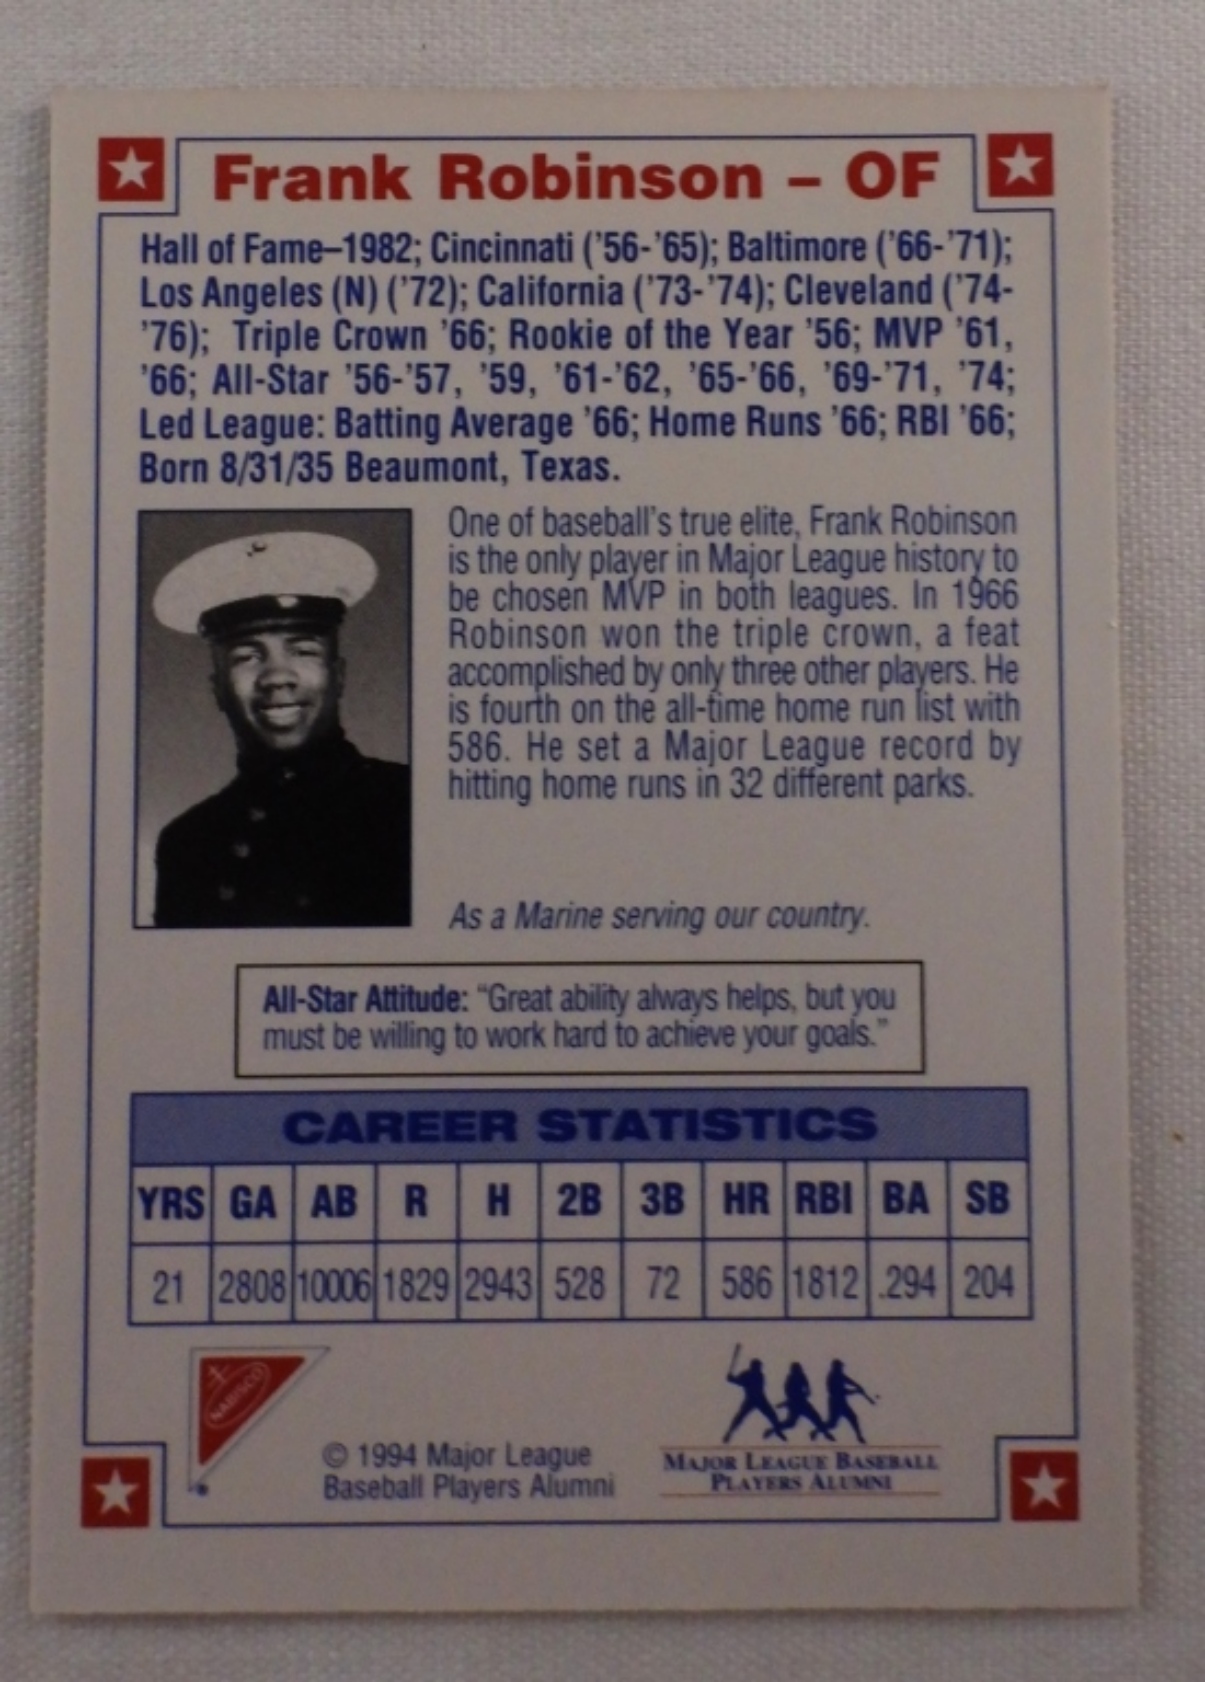 Frank Robinson – OF
Hall of Fame–1982; Cincinnati ('56-'65); Baltimore ('66-'71);
Los Angeles (N) ('72); California ('73-'74); Cleveland ('74-
'76); Triple Crown '66; Rookie of the Year '56; MVP '61,
'66; All-Star '56-'57, '59, '61-'62, '65-'66, '69-'71, '74;
Led League: Batting Average '66; Home Runs '66; RBI '66;
Born 8/31/35 Beaumont, Texas.
One of baseball's true elite, Frank Robinson
is the only player in Major League history to
be chosen MVP in both leagues. In 1966
Robinson won the triple crown, a feat
accomplished by only three other players. He
is fourth on the all-time home run list with
586. He set a Major League record by
hitting home runs in 32 different parks.
As a Marine serving our country.
All-Star Attitude: “Great ability always helps, but you
must be willing to work hard to achieve your goals.”
CAREER STATISTICS
YRS GA AB R H 2B 3B HR RBI BA SB
21 2808 10006 1829 2943 528 72 586 1812 .294 204
NABISCO
© 1994 Major League
Baseball Players Alumni
MAJOR LEAGUE BASEBALL
PLAYERS ALUMNI